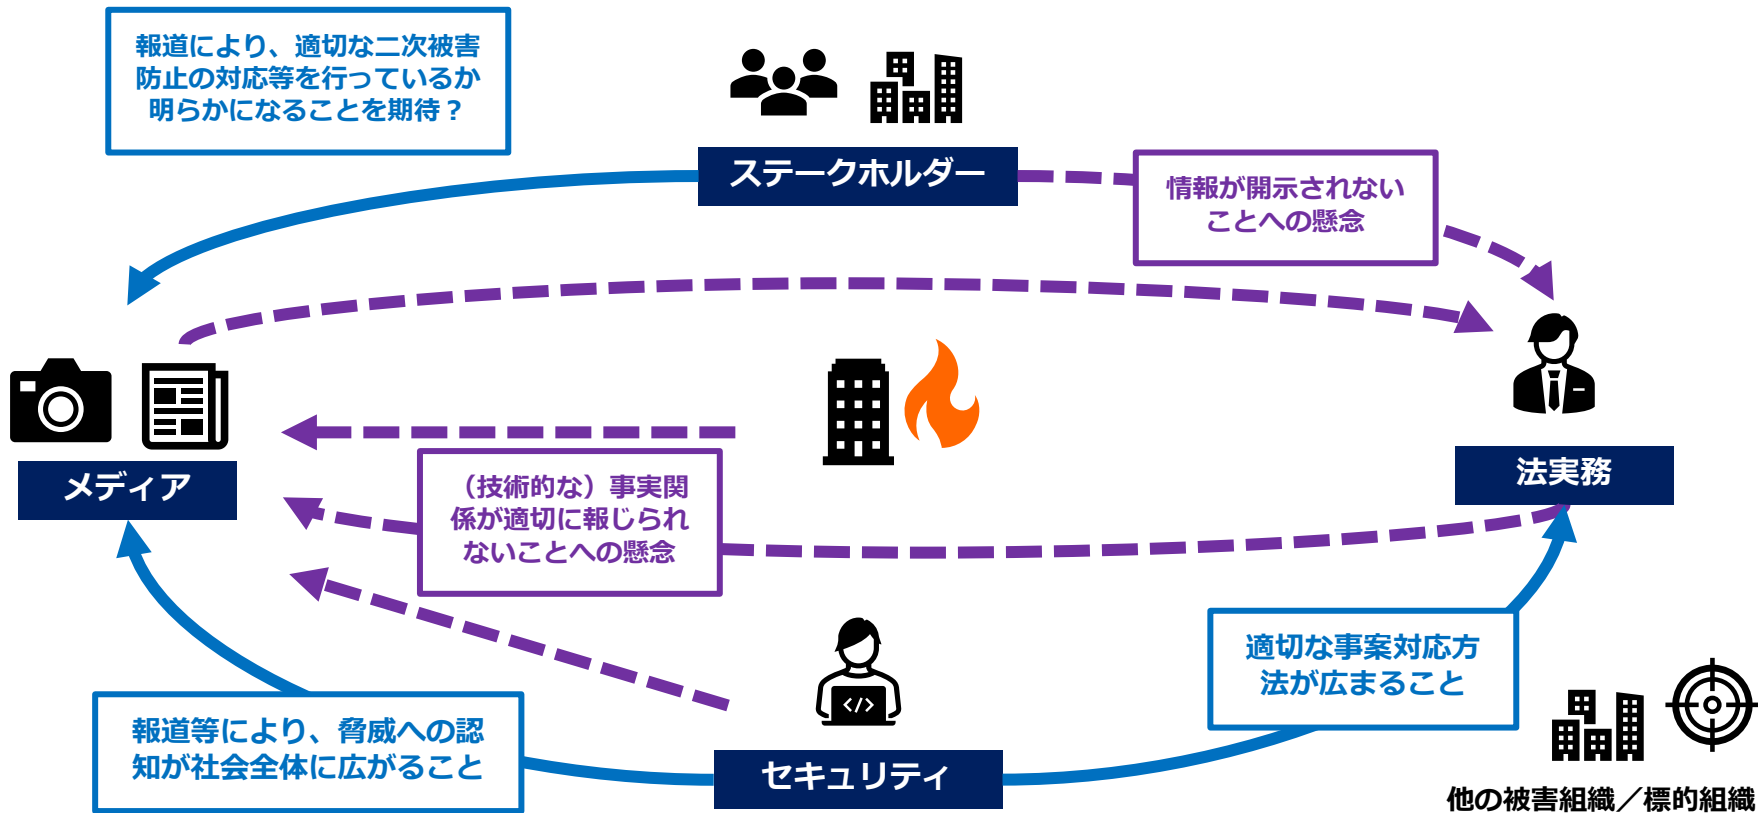 報道により、適切な二次被害
防止の対応等を行っているか
明らかになることを期待？
ステークホルダー
情報が開示されない
ことへの懸念
メディア
（技術的な）事実関
係が適切に報じられ
ないことへの懸念
法実務
適切な事案対応方
法が広まること
報道等により、脅威への認
知が社会全体に広がること
</>
セキュリティ
他の被害組織／標的組織